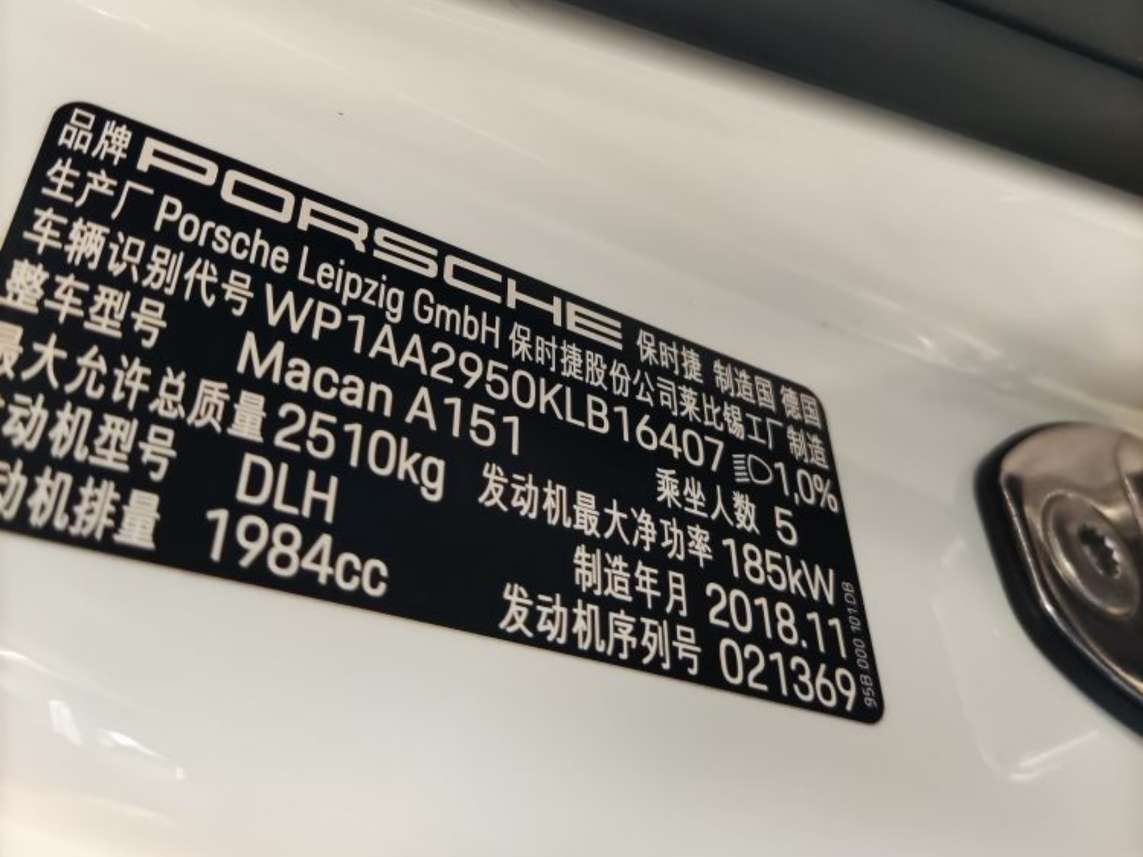 品牌 PORSCHE 保时捷 制造国 德国
生产厂 Porsche Leipzig GmbH 保时捷股份公司莱比锡工厂 制造
车辆识别代号 WP1AA2950KLB16407 1,0%
整车型号 Macan A151 乘坐人数 5
最大允许总质量 2510kg 发动机最大净功率 185kW
发动机型号 DLH 制造年月 2018.11
动机排量 1984cc 发动机序列号 021369
95B 000 101 DB